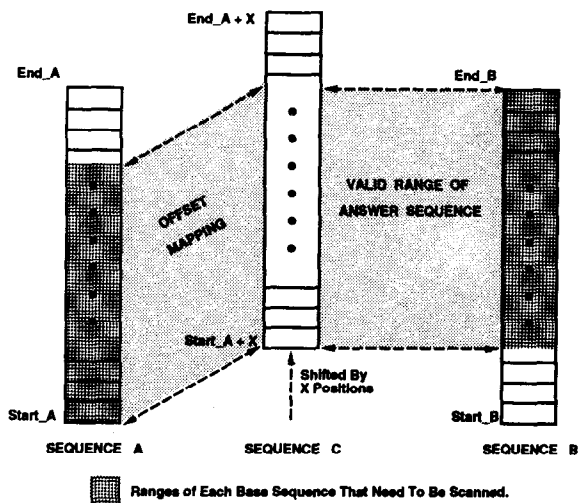 End_A + X
End_A
End_B
OFFSET
MAPPING
VALID RANGE OF
ANSWER SEQUENCE
Start_A + X
Shifted By
X Positions
Start_A
Start_B
SEQUENCE A
SEQUENCE C
SEQUENCE B
Ranges of Each Base Sequence That Need To Be Scanned.